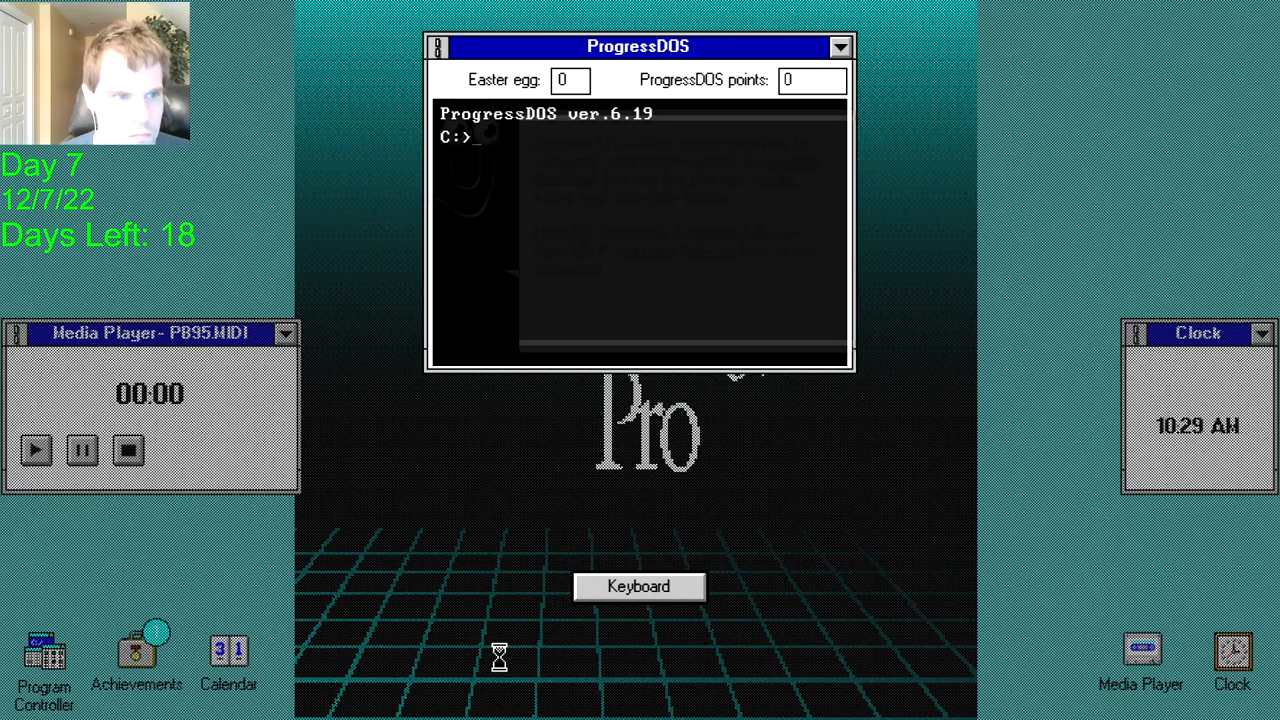 ProgressDOS
Easter egg: 0
ProgressDOS points: 0
ProgressDOS ver.6.19
C:>_
Day 7
12/7/22
Days Left: 18
Media Player- PB95.MIDI
00:00
Clock
10:29 AM
Pro
Keyboard
Program
Controller
Achievements
31
Calendar
Media Player
Clock